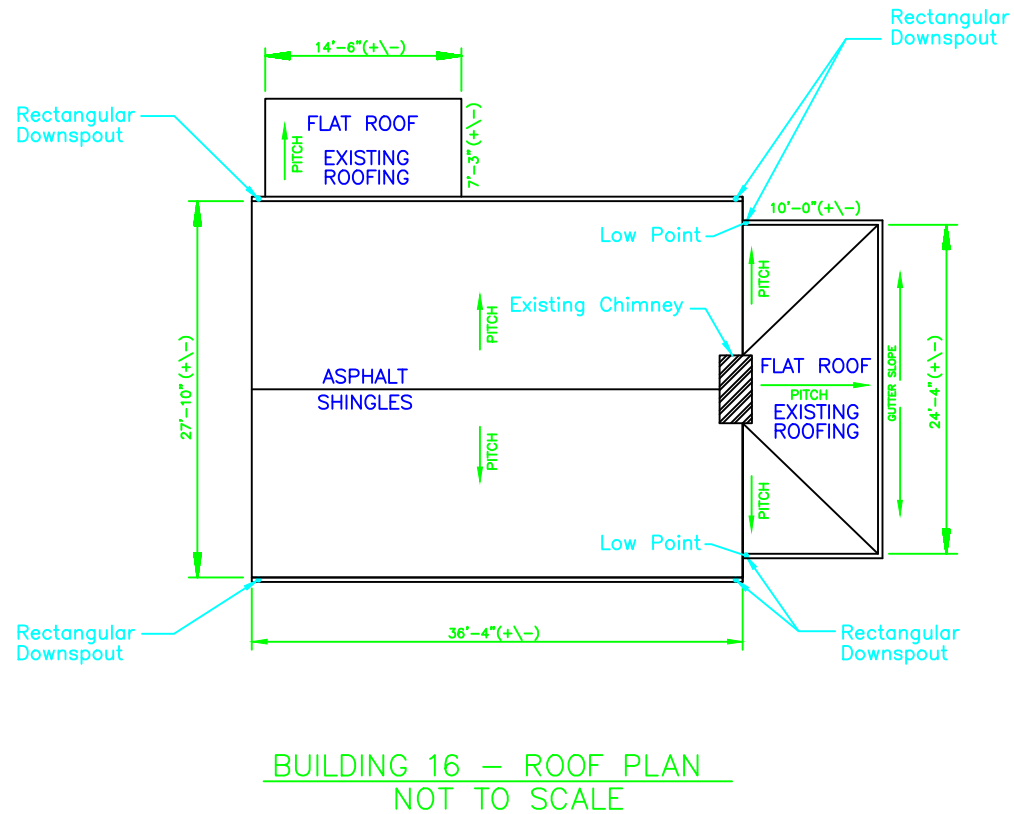 Rectangular
Downspout
14'-6"(+\-)
Rectangular
Downspout
FLAT ROOF
EXISTING
ROOFING
PITCH
7'-3"(+\-)
10'-0"(+\-)
Low Point
PITCH
PITCH
Existing Chimney
27'-10"(+\-)
ASPHALT
SHINGLES
FLAT ROOF
PITCH
EXISTING
ROOFING
GUTTER SLOPE
24'-4"(+\-)
PITCH
PITCH
Low Point
Rectangular
Downspout
36'-4"(+\-)
Rectangular
Downspout
BUILDING 16 - ROOF PLAN
NOT TO SCALE